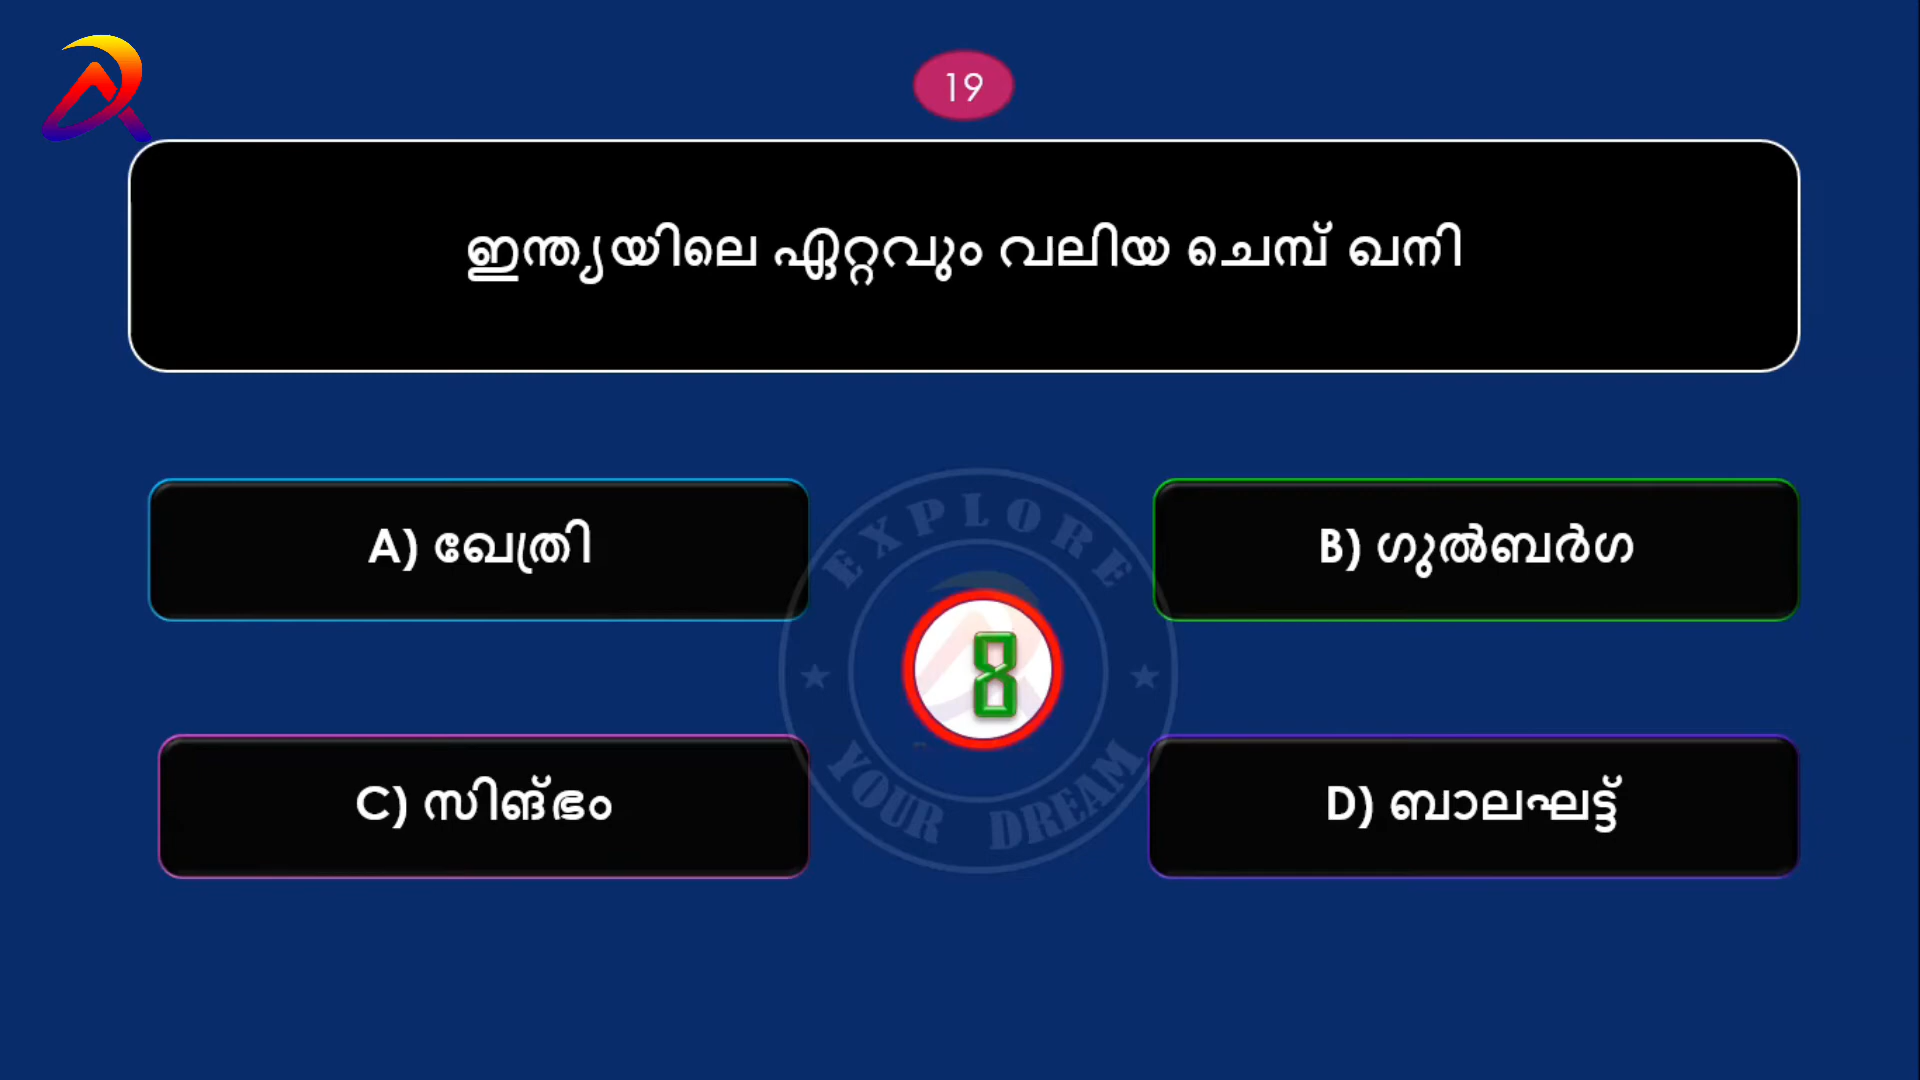 19
ഇന്ത്യയിലെ ഏറ്റവും വലിയ ചെമ്പ് ഖനി
A) ഖേത്രി
B) ഗുൽബർഗ
EXPLORE
8
C) സിങ്ഭം
D) ബാലഘട്ട്
YOUR DREAM